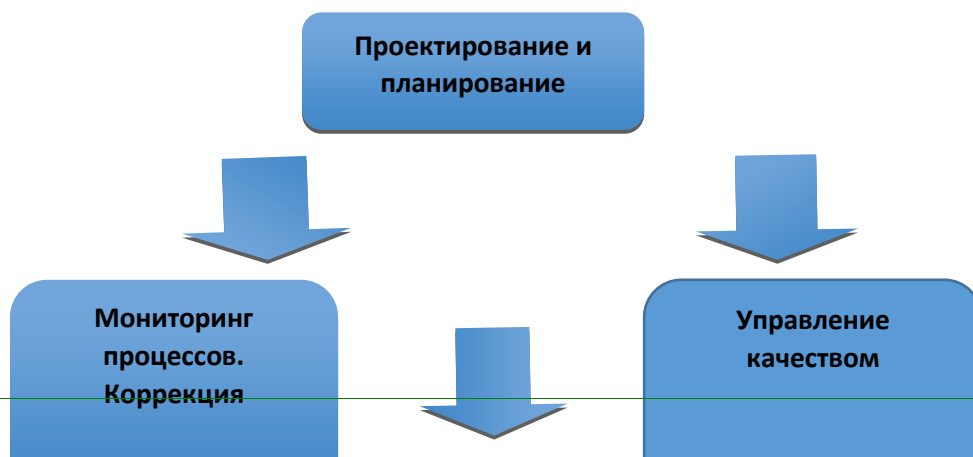 Проектирование и
планирование
Мониторинг
процессов.
Коррекция
Управление
качеством